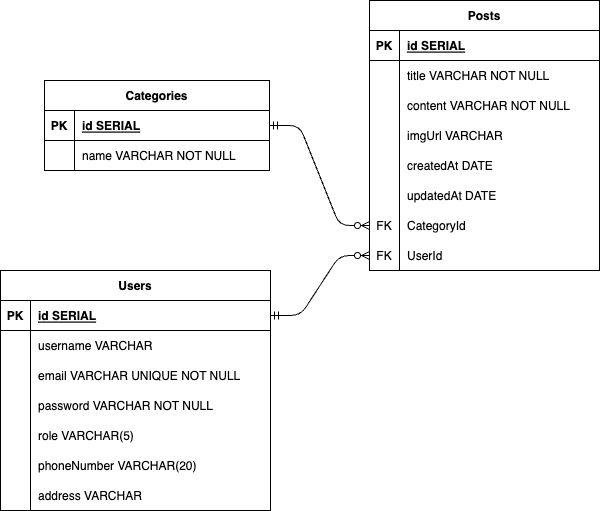 Posts
PK id SERIAL
title VARCHAR NOT NULL
content VARCHAR NOT NULL
imgUrl VARCHAR
createdAt DATE
updatedAt DATE
FK CategoryId
FK UserId
Categories
PK id SERIAL
name VARCHAR NOT NULL
Users
PK id SERIAL
username VARCHAR
email VARCHAR UNIQUE NOT NULL
password VARCHAR NOT NULL
role VARCHAR(5)
phoneNumber VARCHAR(20)
address VARCHAR